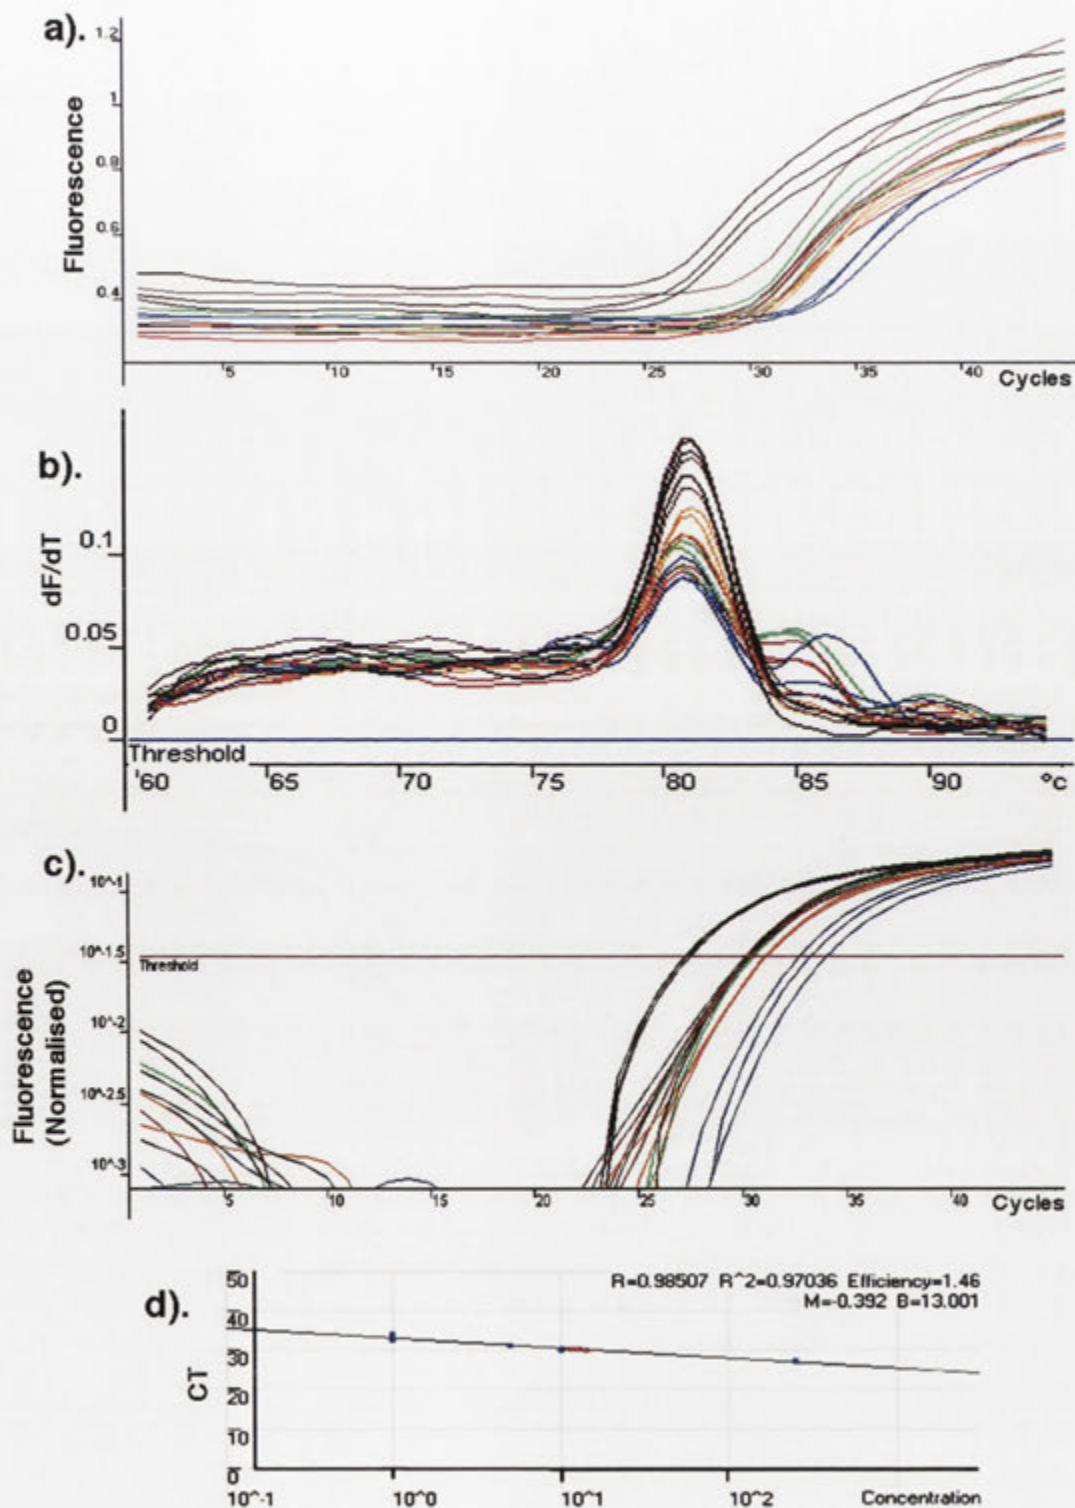 a).
Fluorescence
1.2
1
0.8
0.6
0.4
5 10 15 20 25 30 35 40 Cycles
b).
dF/dT
0.1
0.05
0
Threshold
60 65 70 75 80 85 90 °c
c).
Fluorescence
(Normalised)
10^-1
10^-1.5
Threshold
10^-2
10^-2.5
10^-3
5 10 15 20 25 30 35 40 Cycles
d).
CT
50
40
30
20
10
0
R=0.98507 R^2=0.97036 Efficiency=1.46
M=-0.392 B=13.001
10^-1 10^0 10^1 10^2 Concentration